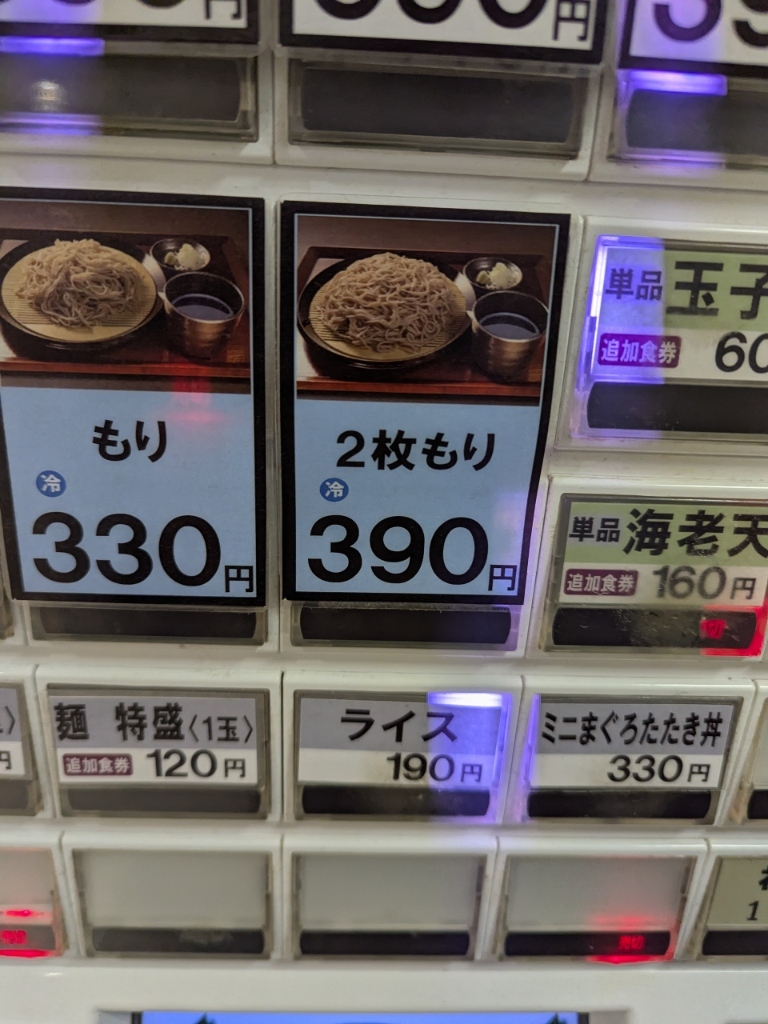 円
円
もり
冷
330円
2枚もり
冷
390円
単品 玉子
追加食券 60
単品 海老天
追加食券 160円
円
麺 特盛〈1玉〉
追加食券 120円
ライス
190円
ミニまぐろたたき丼
330円
1